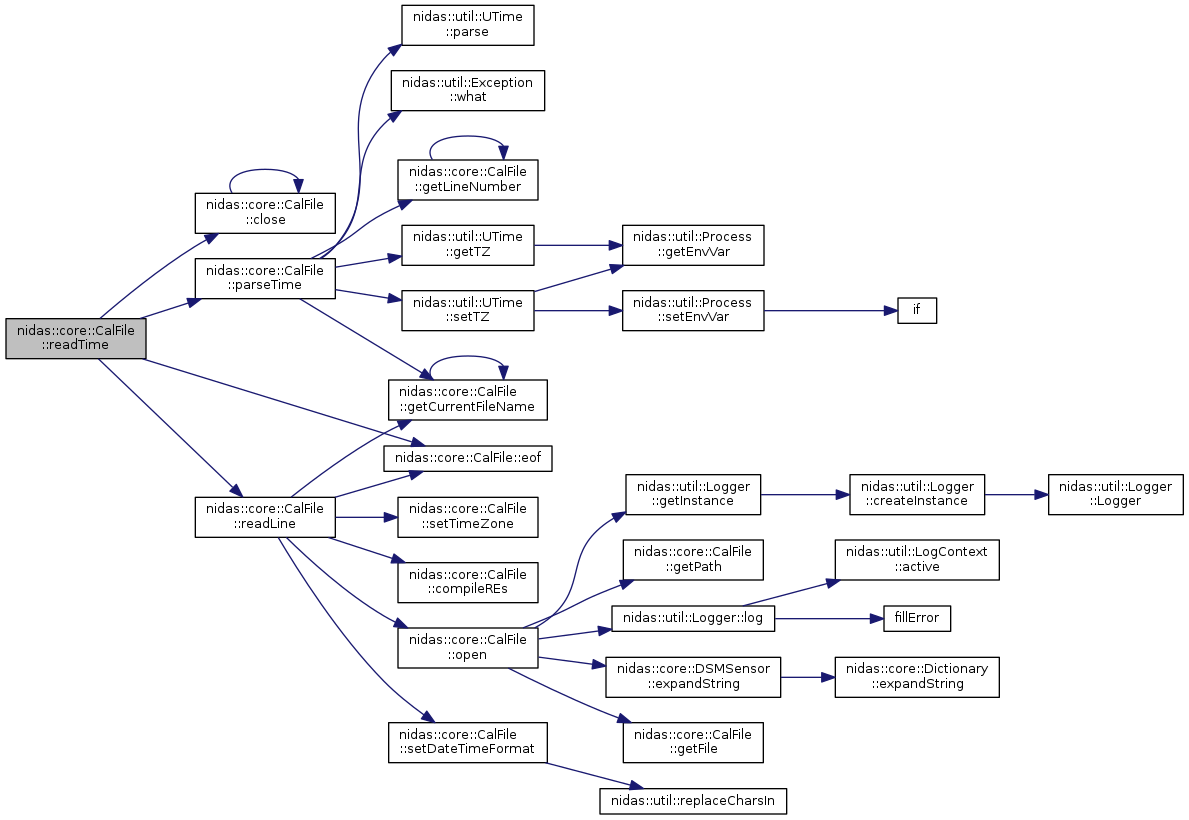 nidas::core::CalFile
::readTime
nidas::core::CalFile
::close
nidas::core::CalFile
::parseTime
nidas::core::CalFile
::readLine
nidas::util::UTime
::parse
nidas::util::Exception
::what
nidas::core::CalFile
::getLineNumber
nidas::util::UTime
::getTZ
nidas::util::UTime
::setTZ
nidas::core::CalFile
::getCurrentFileName
nidas::core::CalFile::eof
nidas::core::CalFile
::setTimeZone
nidas::core::CalFile
::compileREs
nidas::core::CalFile
::open
nidas::core::CalFile
::setDateTimeFormat
nidas::util::Process
::getEnvVar
nidas::util::Process
::setEnvVar
nidas::util::Logger
::getInstance
nidas::core::CalFile
::getPath
nidas::util::Logger::log
nidas::core::DSMSensor
::expandString
nidas::core::CalFile
::getFile
nidas::util::replaceCharsIn
if
nidas::util::Logger
::createInstance
nidas::util::LogContext
::active
fillError
nidas::core::Dictionary
::expandString
nidas::util::Logger
::Logger